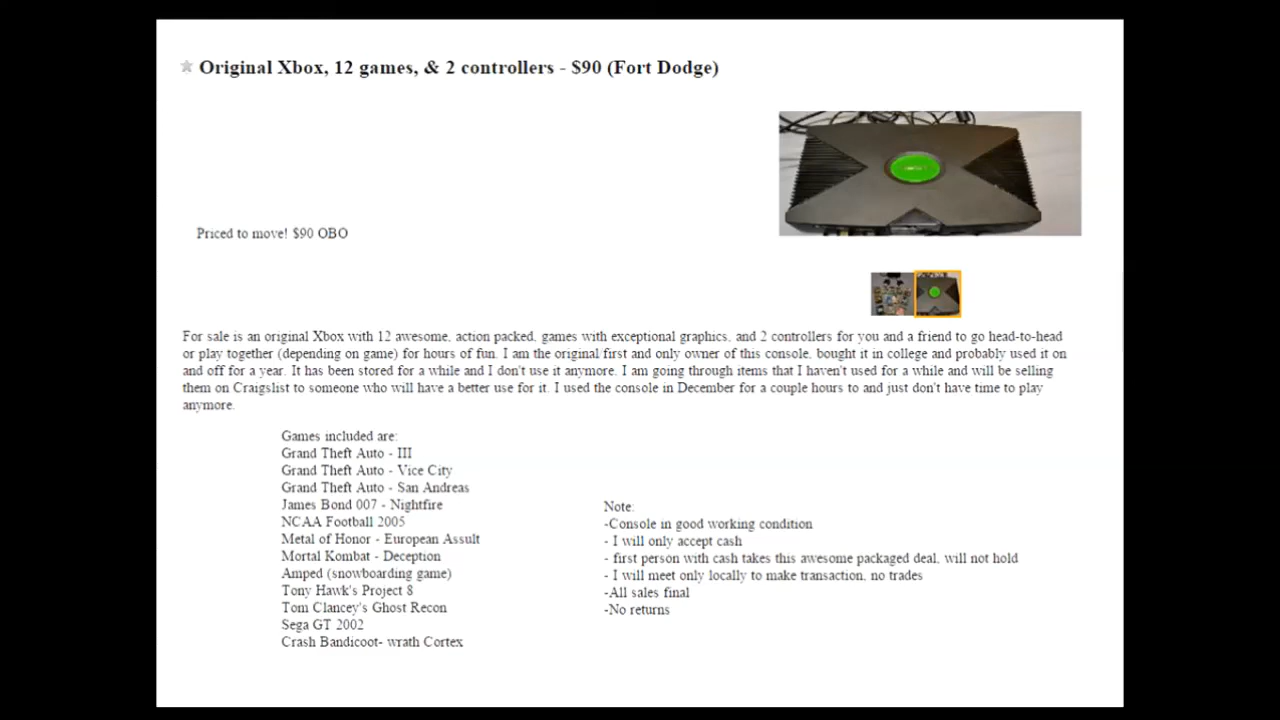 Original Xbox, 12 games, & 2 controllers - $90 (Fort Dodge)
Priced to move! $90 OBO
For sale is an original Xbox with 12 awesome, action packed, games with exceptional graphics, and 2 controllers for you and a friend to go head-to-head
or play together (depending on game) for hours of fun. I am the original first and only owner of this console, bought it in college and probably used it on
and off for a year. It has been stored for a while and I don't use it anymore. I am going through items that I haven't used for a while and will be selling
them on Craigslist to someone who will have a better use for it. I used the console in December for a couple hours to and just don't have time to play
anymore.
Games included are:
Grand Theft Auto - III
Grand Theft Auto - Vice City
Grand Theft Auto - San Andreas
James Bond 007 - Nightfire
NCAA Football 2005
Metal of Honor - European Assult
Mortal Kombat - Deception
Amped (snowboarding game)
Tony Hawk's Project 8
Tom Clancey's Ghost Recon
Sega GT 2002
Crash Bandicoot- wrath Cortex
Note:
-Console in good working condition
- I will only accept cash
- first person with cash takes this awesome packaged deal, will not hold
- I will meet only locally to make transaction, no trades
-All sales final
-No returns